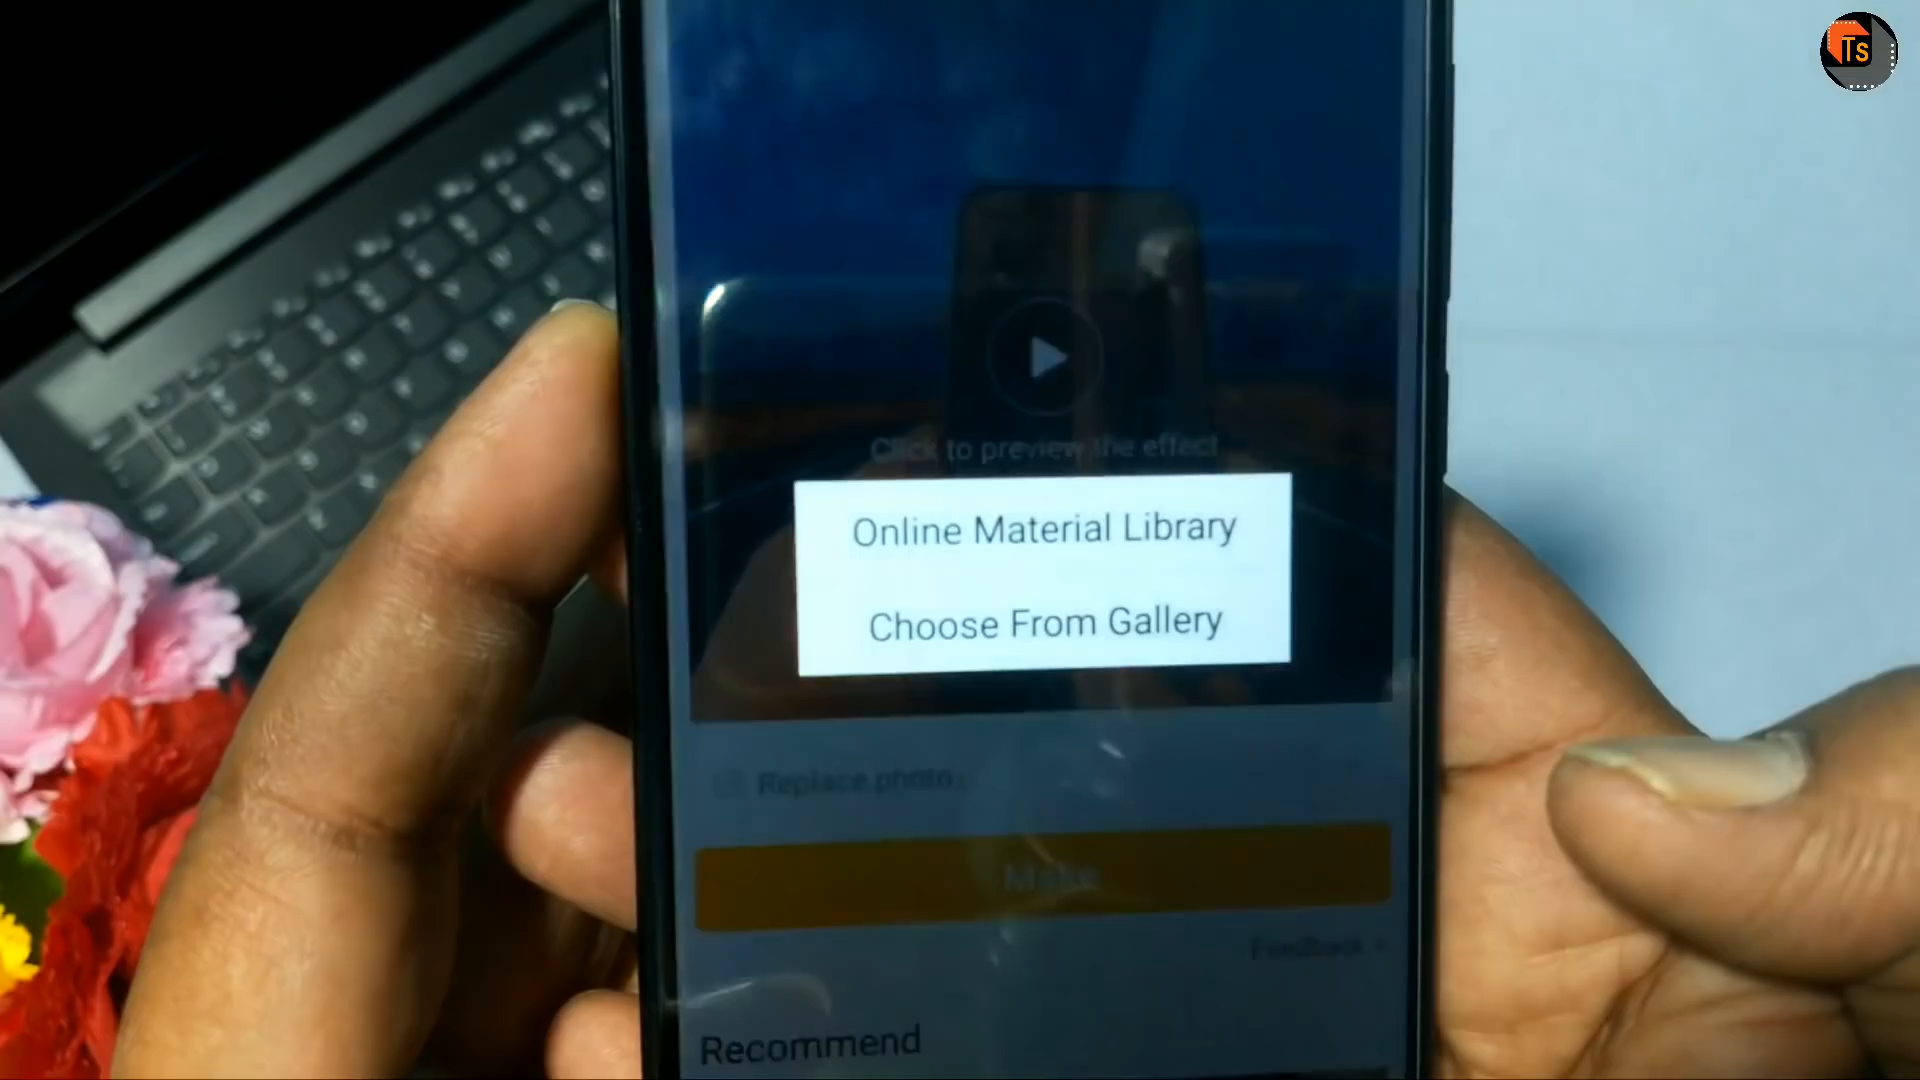 Ts
Click to preview the effect
Online Material Library
Choose From Gallery
Replace photo
Make
Feedback
Recommend